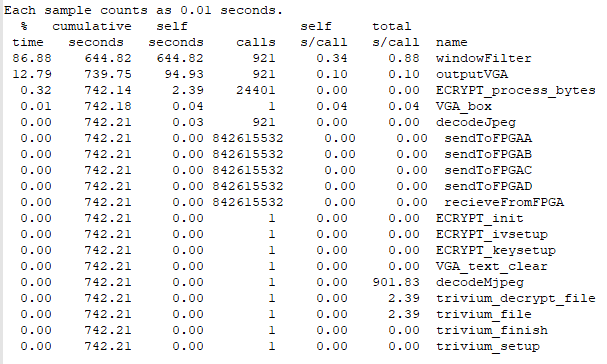 Each sample counts as 0.01 seconds.
  %   cumulative   self              self     total
 time   seconds   seconds    calls   s/call   s/call  name
86.88    644.82   644.82      921     0.34     0.88  windowFilter
12.79    739.75    94.93      921     0.10     0.10  outputVGA
 0.32    742.14     2.39    24401     0.00     0.00  ECRYPT_process_bytes
 0.01    742.18     0.04        1     0.04     0.04  VGA_box
 0.00    742.21     0.03      921     0.00     0.00  decodeJpeg
 0.00    742.21     0.00 842615532     0.00     0.00   sendToFPGAA
 0.00    742.21     0.00 842615532     0.00     0.00   sendToFPGAB
 0.00    742.21     0.00 842615532     0.00     0.00   sendToFPGAC
 0.00    742.21     0.00 842615532     0.00     0.00   sendToFPGAD
 0.00    742.21     0.00 842615532     0.00     0.00   recieveFromFPGA
 0.00    742.21     0.00        1     0.00     0.00  ECRYPT_init
 0.00    742.21     0.00        1     0.00     0.00  ECRYPT_ivsetup
 0.00    742.21     0.00        1     0.00     0.00  ECRYPT_keysetup
 0.00    742.21     0.00        1     0.00     0.00  VGA_text_clear
 0.00    742.21     0.00        1     0.00   901.83  decodeMjpeg
 0.00    742.21     0.00        1     0.00     2.39  trivium_decrypt_file
 0.00    742.21     0.00        1     0.00     2.39  trivium_file
 0.00    742.21     0.00        1     0.00     0.00  trivium_finish
 0.00    742.21     0.00        1     0.00     0.00  trivium_setup